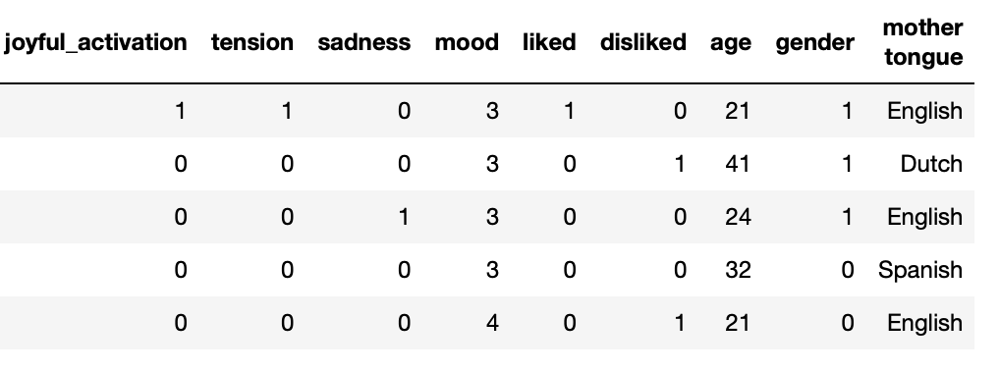 joyful_activation tension sadness mood liked disliked age gender mother tongue
1 1 0 3 1 0 21 1 English
0 0 0 3 0 1 41 1 Dutch
0 0 1 3 0 0 24 1 English
0 0 0 3 0 0 32 0 Spanish
0 0 0 4 0 1 21 0 English